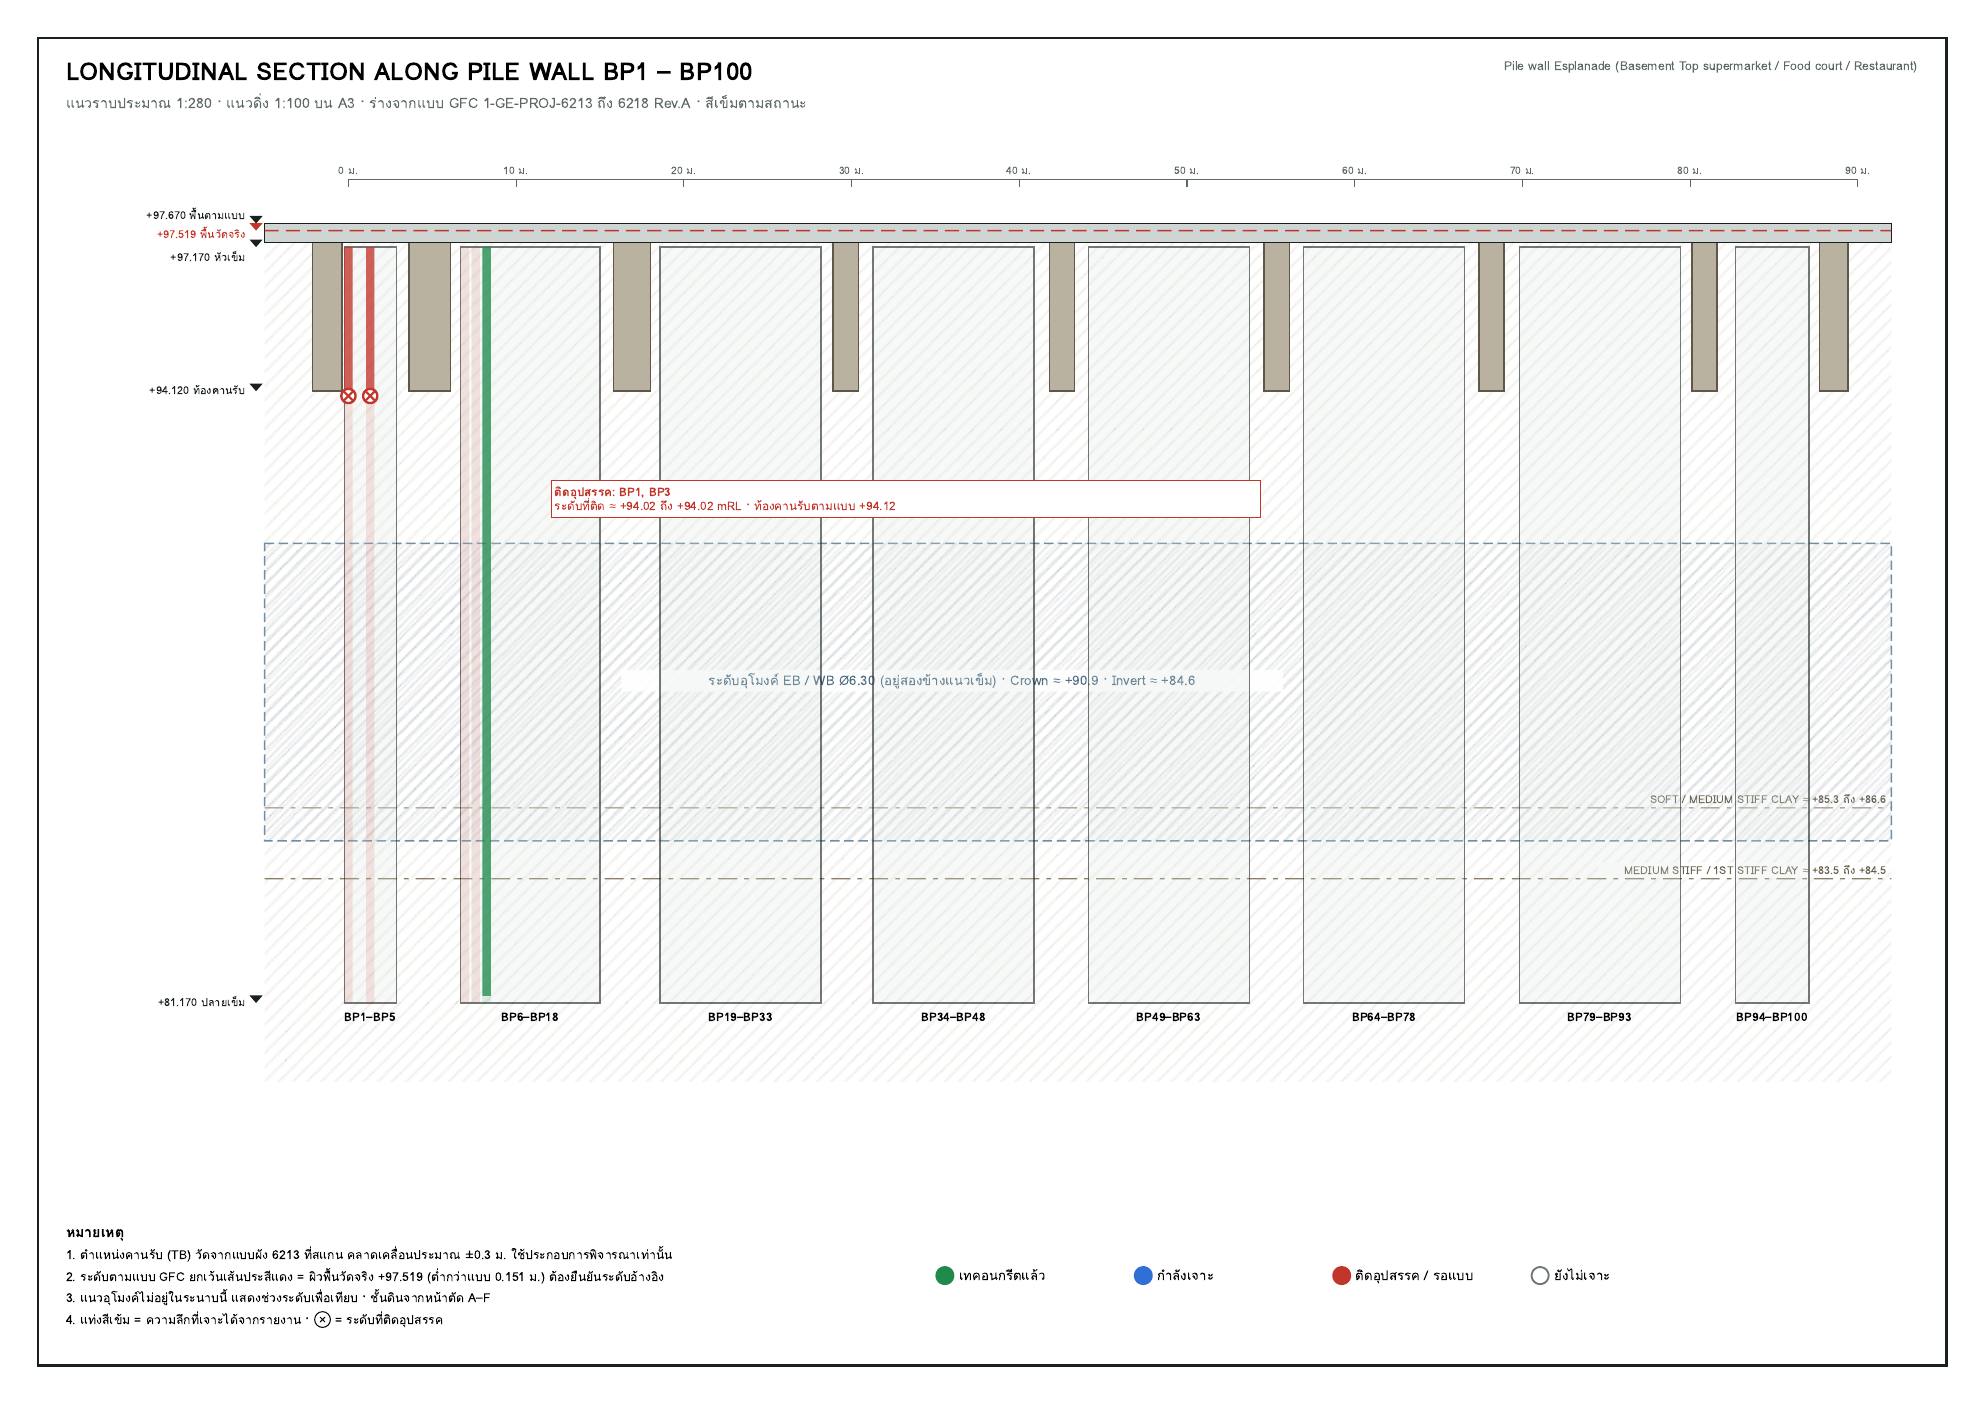 LONGITUDINAL SECTION ALONG PILE WALL BP1 – BP100
Pile wall Esplanade (Basement Top supermarket / Food court / Restaurant)
แนวราบประมาณ 1:280 · แนวดิ่ง 1:100 บน A3 · ร่างจากแบบ GFC 1-GE-PROJ-6213 ถึง 6218 Rev.A · สีเข็มตามสถานะ
0 ม. 10 ม. 20 ม. 30 ม. 40 ม. 50 ม. 60 ม. 70 ม. 80 ม. 90 ม.
+97.670 พื้นตามแบบ
+97.519 พื้นวัดจริง
+97.170 หัวเข็ม
+94.120 ท้องคานรับ
ติดอุปสรรค: BP1, BP3
ระดับที่ติด ≈ +94.02 ถึง +94.02 mRL · ท้องคานรับตามแบบ +94.12
ระดับอุโมงค์ EB / WB Ø6.30 (อยู่สองข้างแนวเข็ม) · Crown ≈ +90.9 · Invert ≈ +84.6
SOFT / MEDIUM STIFF CLAY ≈ +85.3 ถึง +86.6
MEDIUM STIFF / 1ST STIFF CLAY ≈ +83.5 ถึง +84.5
+81.170 ปลายเข็ม
BP1–BP5 BP6–BP18 BP19–BP33 BP34–BP48 BP49–BP63 BP64–BP78 BP79–BP93 BP94–BP100
หมายเหตุ
1. ตำแหน่งคานรับ (TB) วัดจากแบบผัง 6213 ที่สแกน คลาดเคลื่อนประมาณ ±0.3 ม. ใช้ประกอบการพิจารณาเท่านั้น
2. ระดับตามแบบ GFC ยกเว้นเส้นประสีแดง = ผิวพื้นวัดจริง +97.519 (ต่ำกว่าแบบ 0.151 ม.) ต้องยืนยันระดับอ้างอิง
3. แนวอุโมงค์ไม่อยู่ในระนาบนี้ แสดงช่วงระดับเพื่อเทียบ · ชั้นดินจากหน้าตัด A–F
4. แท่งสีเข้ม = ความลึกที่เจาะได้จากรายงาน · ⊗ = ระดับที่ติดอุปสรรค
เทคอนกรีตแล้ว กำลังเจาะ ติดอุปสรรค / รอแบบ ยังไม่เจาะ